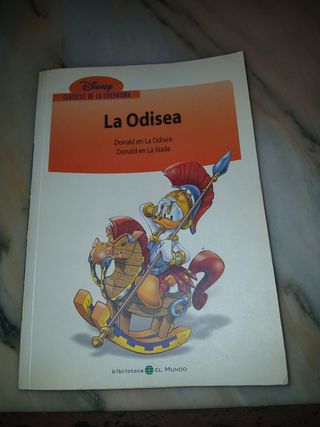 Disney
CLÁSICOS DE LA LITERATURA
La Odisea
Donald en La Odisea
Donald en La Ilíada
biblioteca EL MUNDO